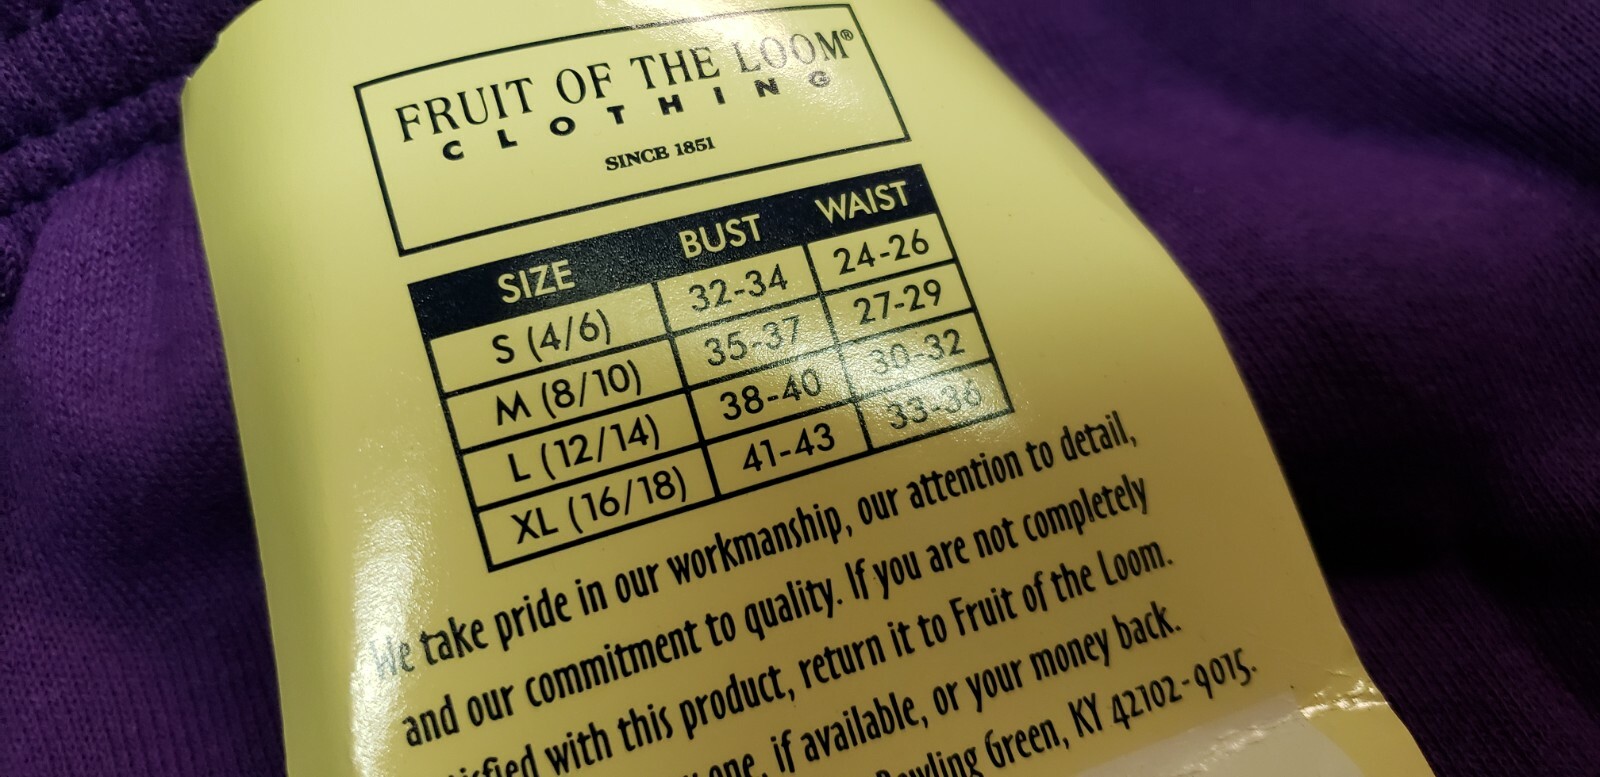 FRUIT OF THE LOOM®
CLOTHING
SINCE 1851
SIZE BUST WAIST
S (4/6) 32-34 24-26
M (8/10) 35-37 27-29
L (12/14) 38-40 30-32
XL (16/18) 41-43 33-36
We take pride in our workmanship, our attention to detail,
and our commitment to quality. If you are not completely
with this product, return it to Fruit of the Loom.
one, if available, or your money back.
Green, KY 42102-9015.